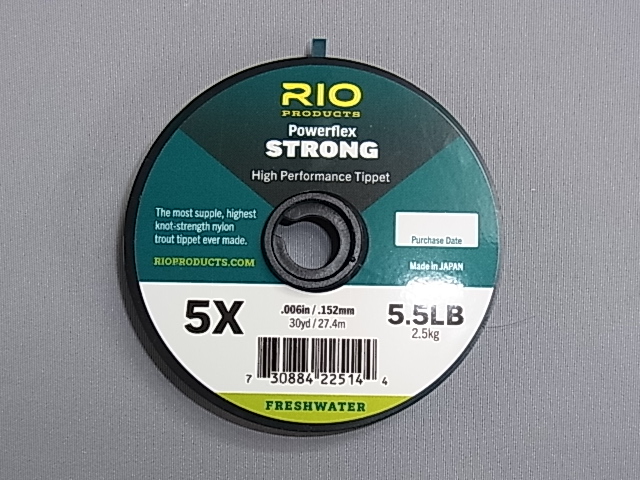 RIO
PRODUCTS
Powerflex
STRONG
High Performance Tippet
The most supple, highest
knot-strength nylon
trout tippet ever made.
RIOPRODUCTS.COM
Purchase Date
Made in JAPAN
5X
.006in / .152mm
30yd / 27.4m
5.5LB
2.5kg
7 30884 22514 4
FRESHWATER